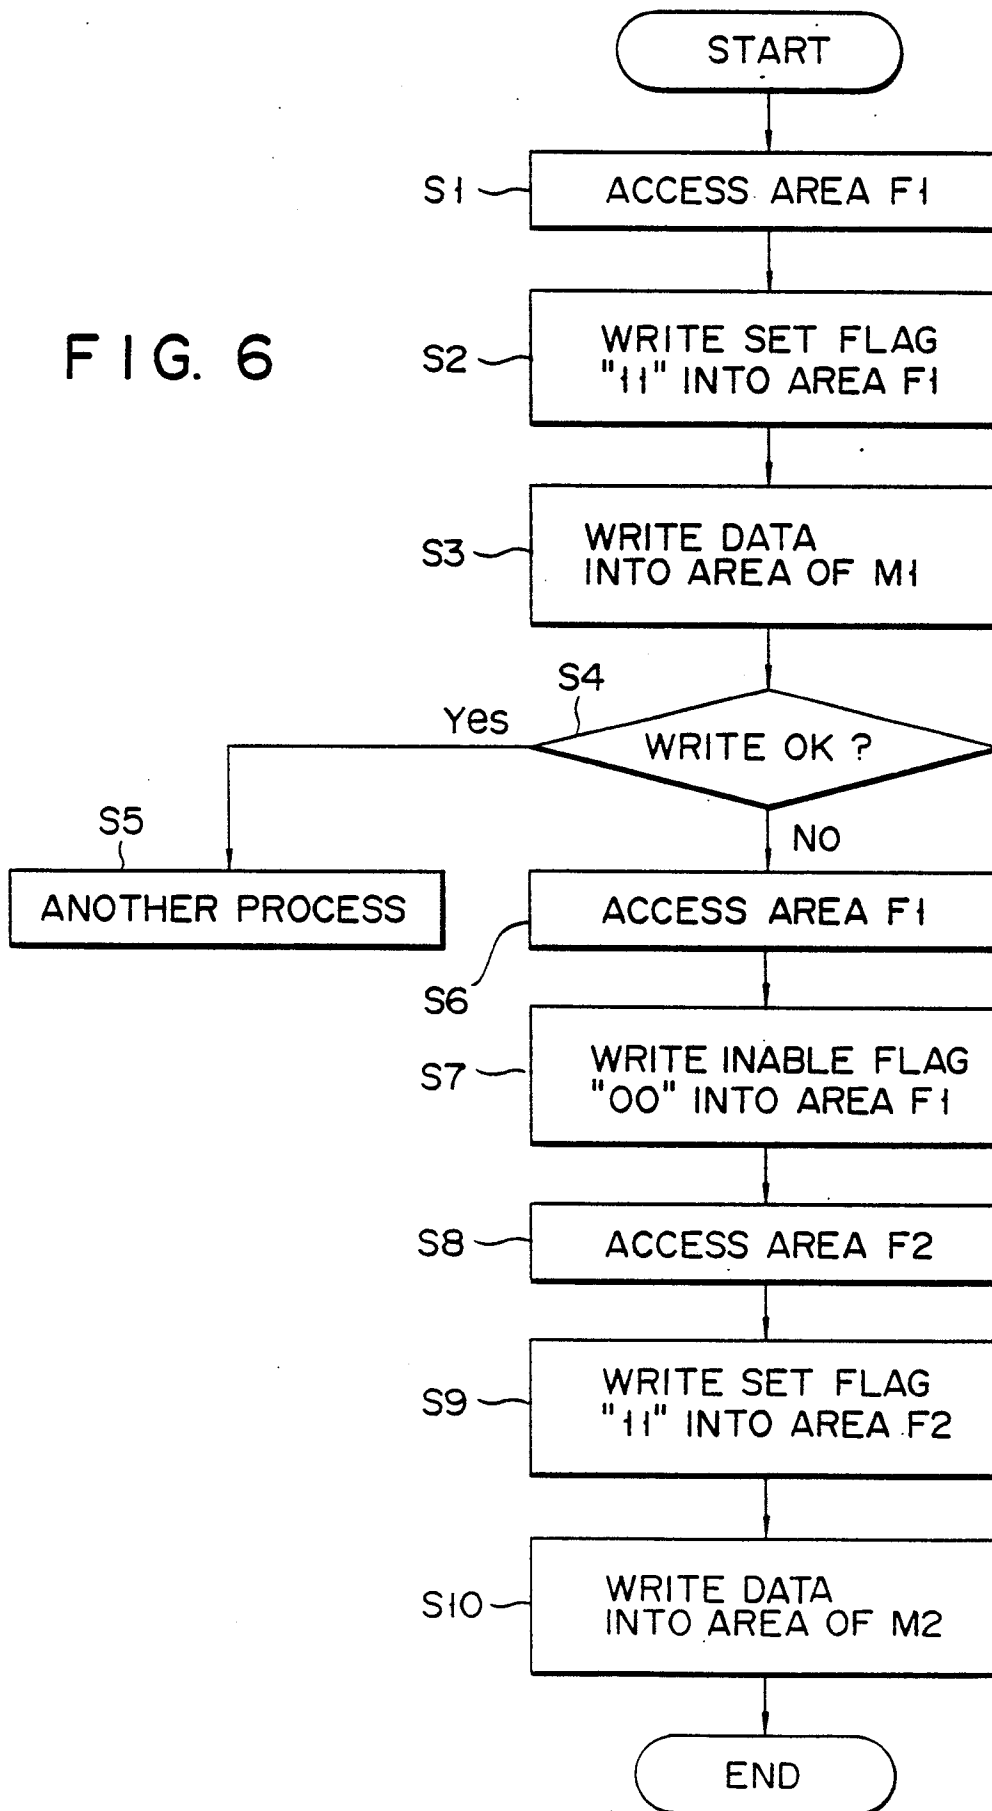 START
S1
ACCESS AREA F1
FIG. 6
S2
WRITE SET FLAG
"11" INTO AREA F1
S3
WRITE DATA
INTO AREA OF M1
S4
Yes
WRITE OK ?
NO
S5
ANOTHER PROCESS
ACCESS AREA F1
S6
S7
WRITE INABLE FLAG
"00" INTO AREA F1
S8
ACCESS AREA F2
S9
WRITE SET FLAG
"11" INTO AREA F2
S10
WRITE DATA
INTO AREA OF M2
END